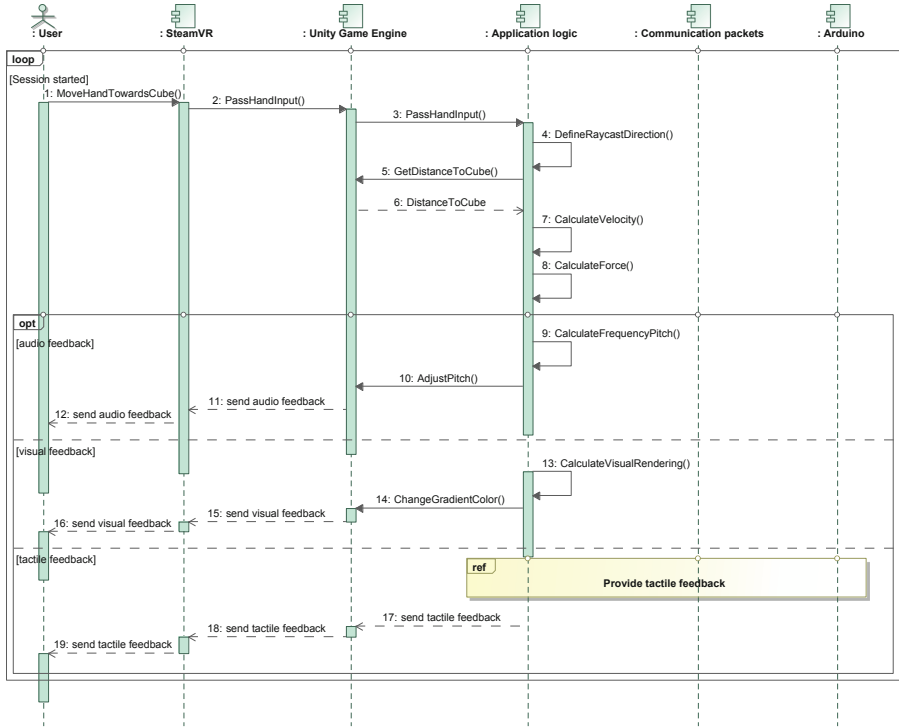 : User
: SteamVR
: Unity Game Engine
: Application logic
: Communication packets
: Arduino
loop
[Session started]
1: MoveHandTowardsCube()
2: PassHandInput()
3: PassHandInput()
4: DefineRaycastDirection()
5: GetDistanceToCube()
6: DistanceToCube
7: CalculateVelocity()
8: CalculateForce()
opt
[audio feedback]
9: CalculateFrequencyPitch()
10: AdjustPitch()
11: send audio feedback
12: send audio feedback
[visual feedback]
13: CalculateVisualRendering()
14: ChangeGradientColor()
15: send visual feedback
16: send visual feedback
[tactile feedback]
ref
Provide tactile feedback
17: send tactile feedback
18: send tactile feedback
19: send tactile feedback